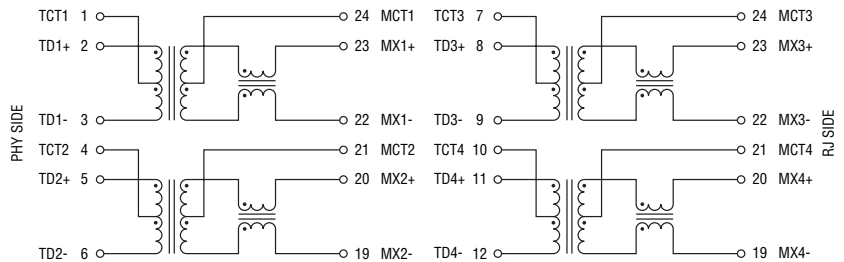 TCT1 1 24 MCT1 TCT3 7 24 MCT3
TD1+ 2 23 MX1+ TD3+ 8 23 MX3+
TD1- 3 22 MX1- TD3- 9 22 MX3-
PHY SIDE
RJ SIDE
TCT2 4 21 MCT2 TCT4 10 21 MCT4
TD2+ 5 20 MX2+ TD4+ 11 20 MX4+
TD2- 6 19 MX2- TD4- 12 19 MX4-